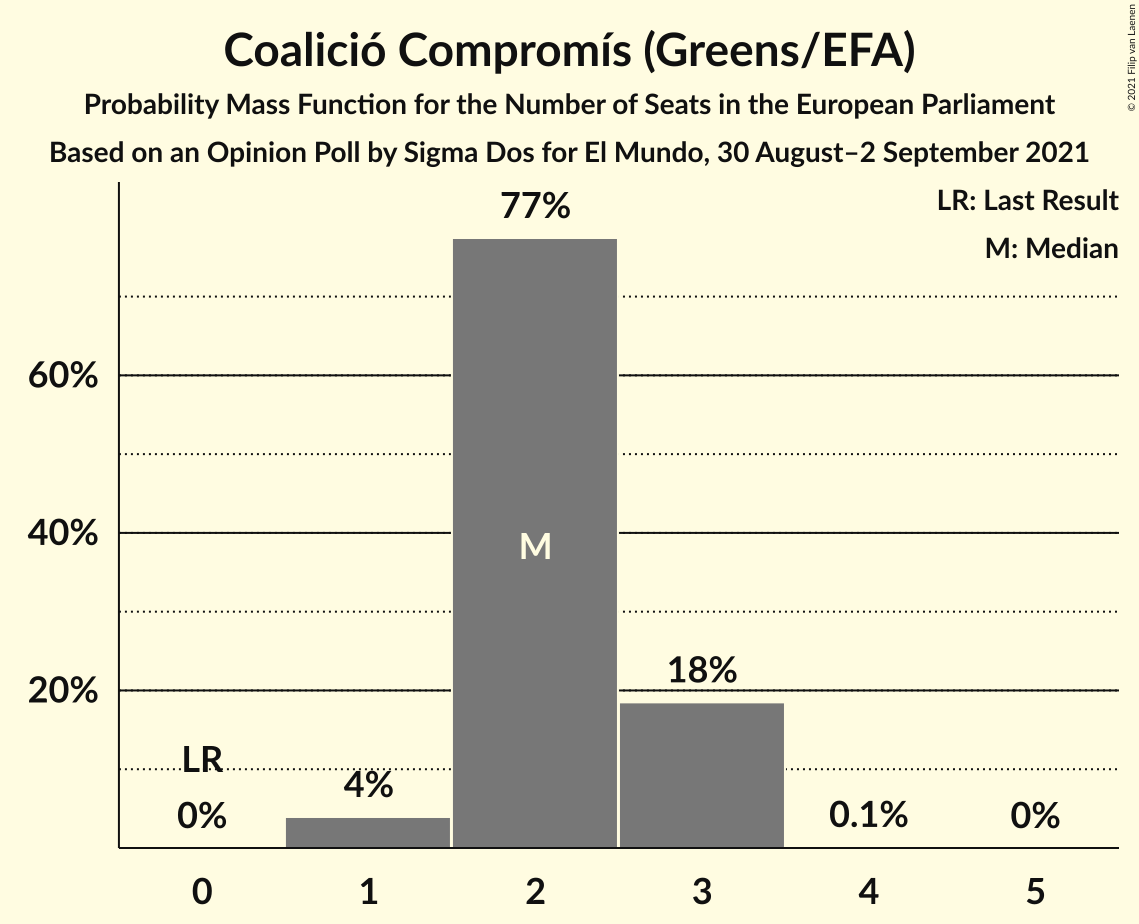 Coalició Compromís (Greens/EFA)
Probability Mass Function for the Number of Seats in the European Parliament
Based on an Opinion Poll by Sigma Dos for El Mundo, 30 August–2 September 2021
© 2021 Filip van Laenen
LR: Last Result
M: Median
77%
60%
40%
M
20%
18%
LR
4%
0%
0.1%
0%
0 1 2 3 4 5